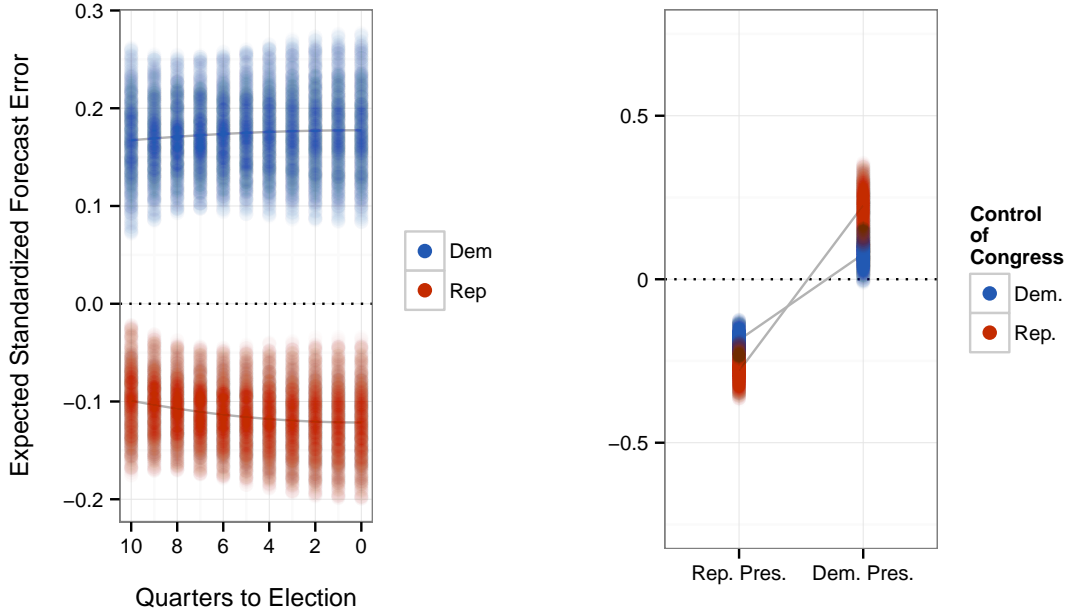 Expected Standardized Forecast Error
0.3
0.2
0.1
0.0
−0.1
−0.2
10
8
6
4
2
0
Quarters to Election
Dem
Rep
0.5
0
−0.5
Rep. Pres.
Dem. Pres.
Control
of
Congress
Dem.
Rep.